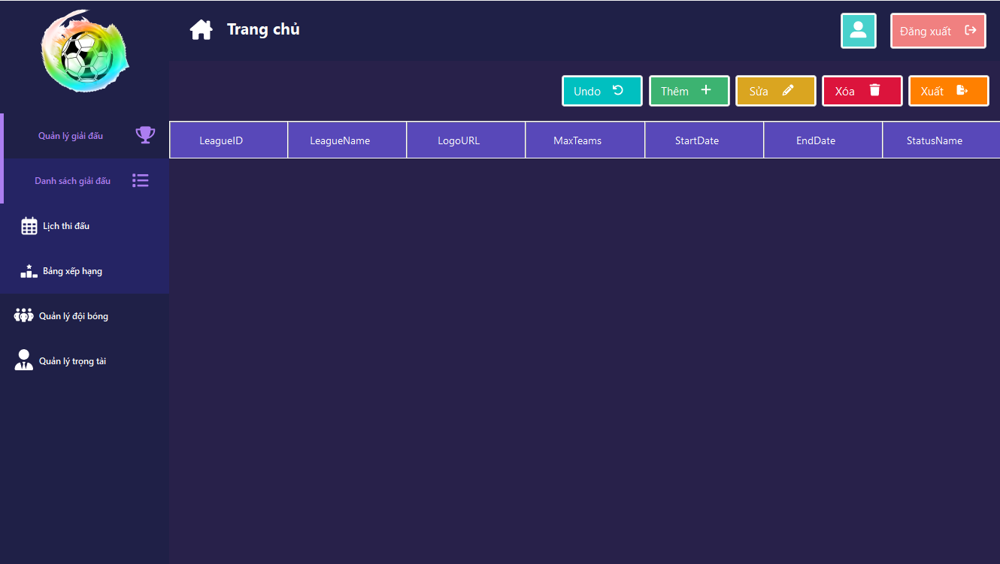 Trang chủ
Đăng xuất
Undo
Thêm
Sửa
Xóa
Xuất
Quản lý giải đấu
Danh sách giải đấu
Lịch thi đấu
Bảng xếp hạng
Quản lý đội bóng
Quản lý trọng tài
LeagueID LeagueName LogoURL MaxTeams StartDate EndDate StatusName